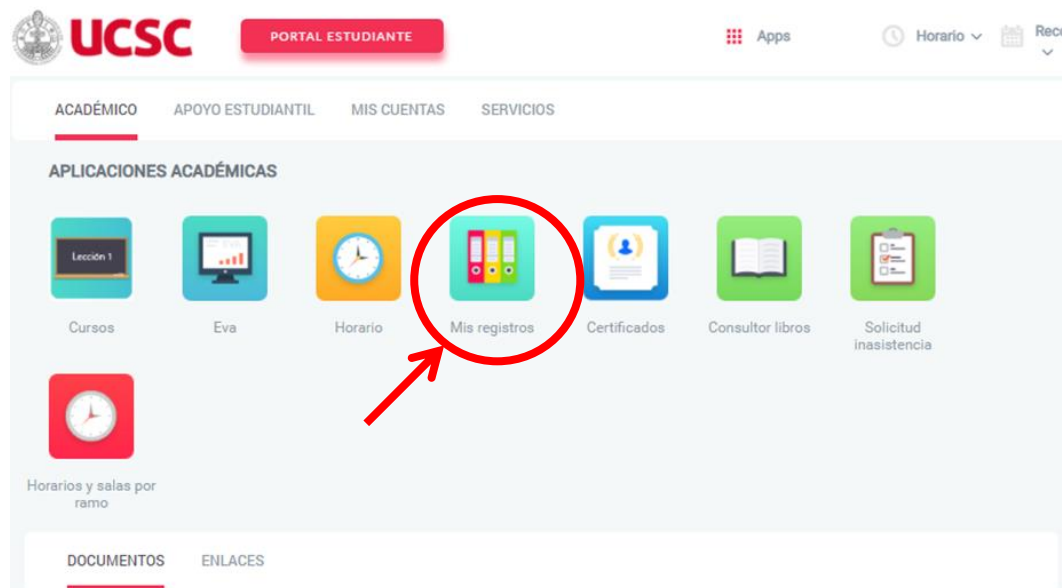 UCSC
PORTAL ESTUDIANTE
Apps
Horario
ACADÉMICO APOYO ESTUDIANTIL MIS CUENTAS SERVICIOS
APLICACIONES ACADÉMICAS
Lección 1
Cursos Eva Horario Mis registros Certificados Consultor libros Solicitud
inasistencia
Horarios y salas por
ramo
DOCUMENTOS ENLACES